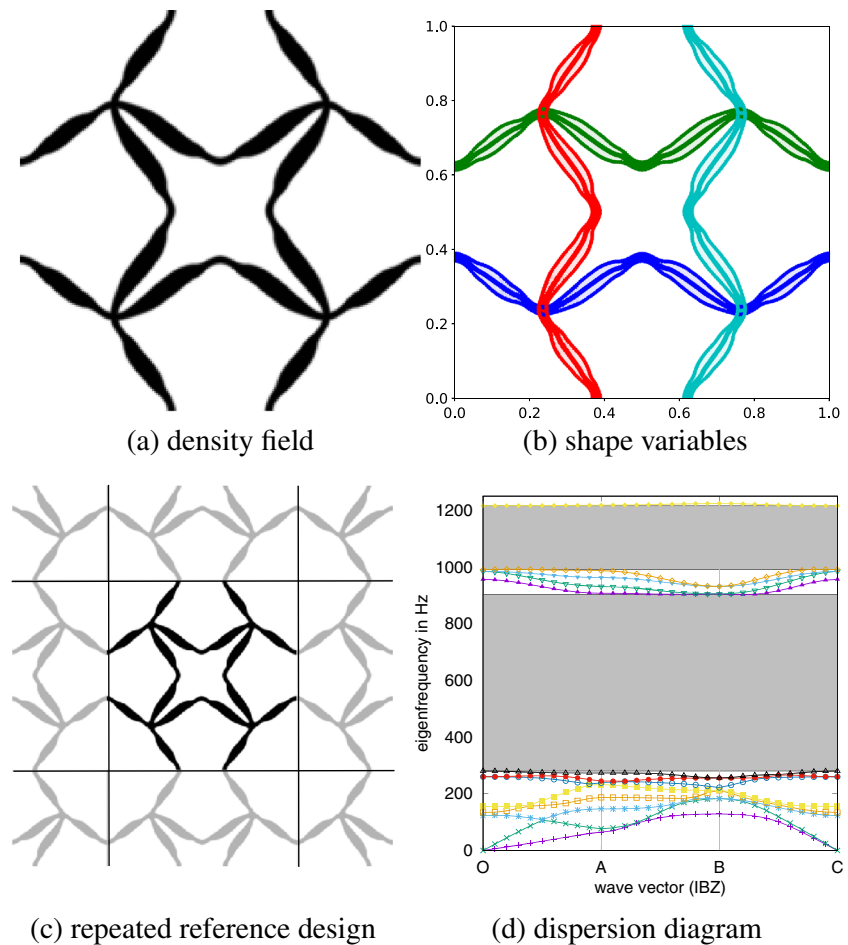 1.0
0.8
0.6
0.4
0.2
0.0
0.0 0.2 0.4 0.6 0.8 1.0
(a) density field
(b) shape variables
1200
1000
800
600
400
200
0
eigenfrequency in Hz
O A B C
wave vector (IBZ)
(c) repeated reference design
(d) dispersion diagram